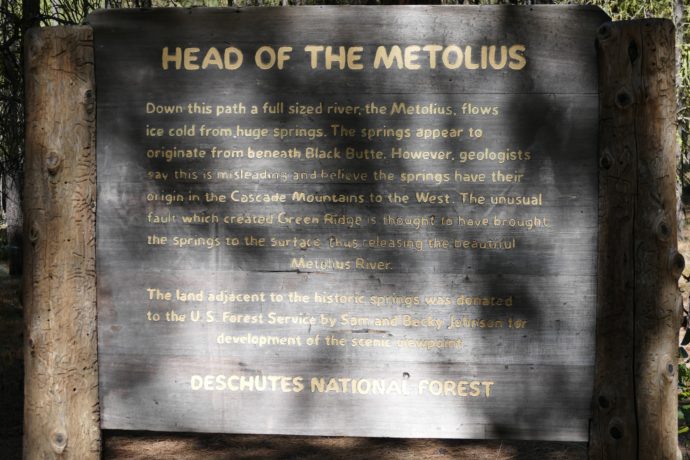 HEAD OF THE METOLIUS
Down this path a full sized river, the Metolius, flows
ice cold from huge springs. The springs appear to
originate from beneath Black Butte. However, geologists
say this is misleading and believe the springs have their
origin in the Cascade Mountains to the West. The unusual
fault which created Green Ridge is thought to have brought
the springs to the surface thus releasing the beautiful
Metolius River.
The land adjacent to the historic springs was donated
to the U.S. Forest Service by Sam and Becky Johnson for
development of the scenic viewpoint.
DESCHUTES NATIONAL FOREST